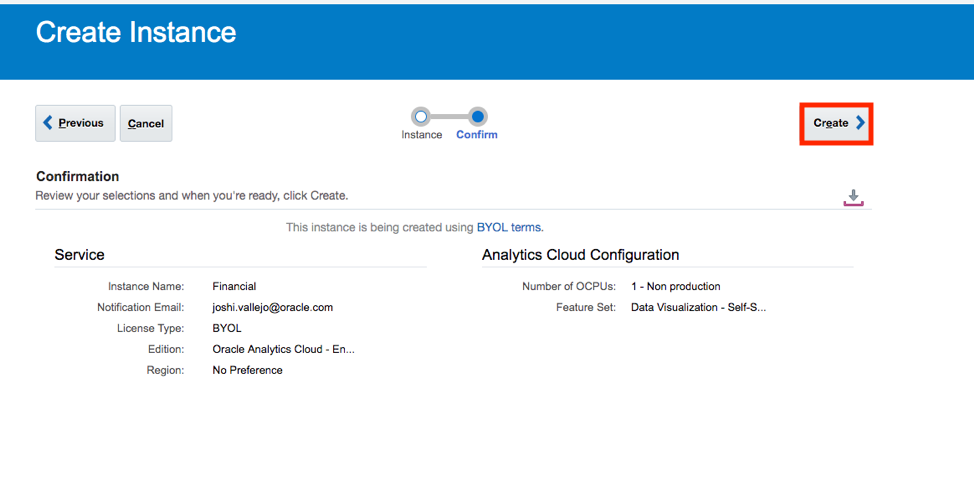 Create Instance
Previous
Cancel
Instance
Confirm
Create
Confirmation
Review your selections and when you're ready, click Create.
This instance is being created using BYOL terms.
Service
Analytics Cloud Configuration
Instance Name: Financial
Number of OCPUs: 1 - Non production
Notification Email: joshi.vallejo@oracle.com
Feature Set: Data Visualization - Self-S...
License Type: BYOL
Edition: Oracle Analytics Cloud - En...
Region: No Preference